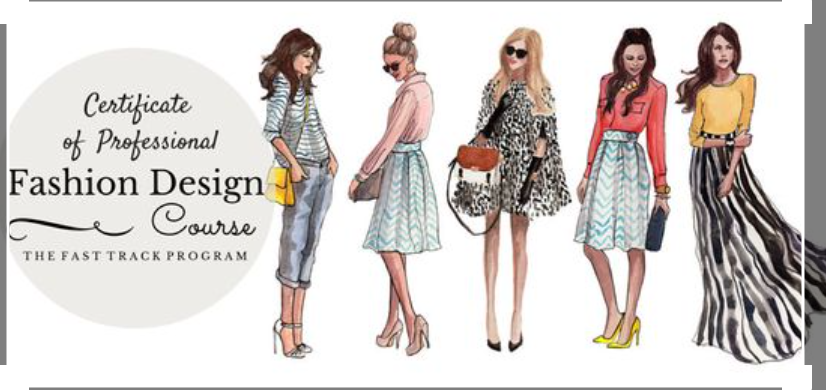 Certificate
of Professional
Fashion Design
Course
THE FAST TRACK PROGRAM